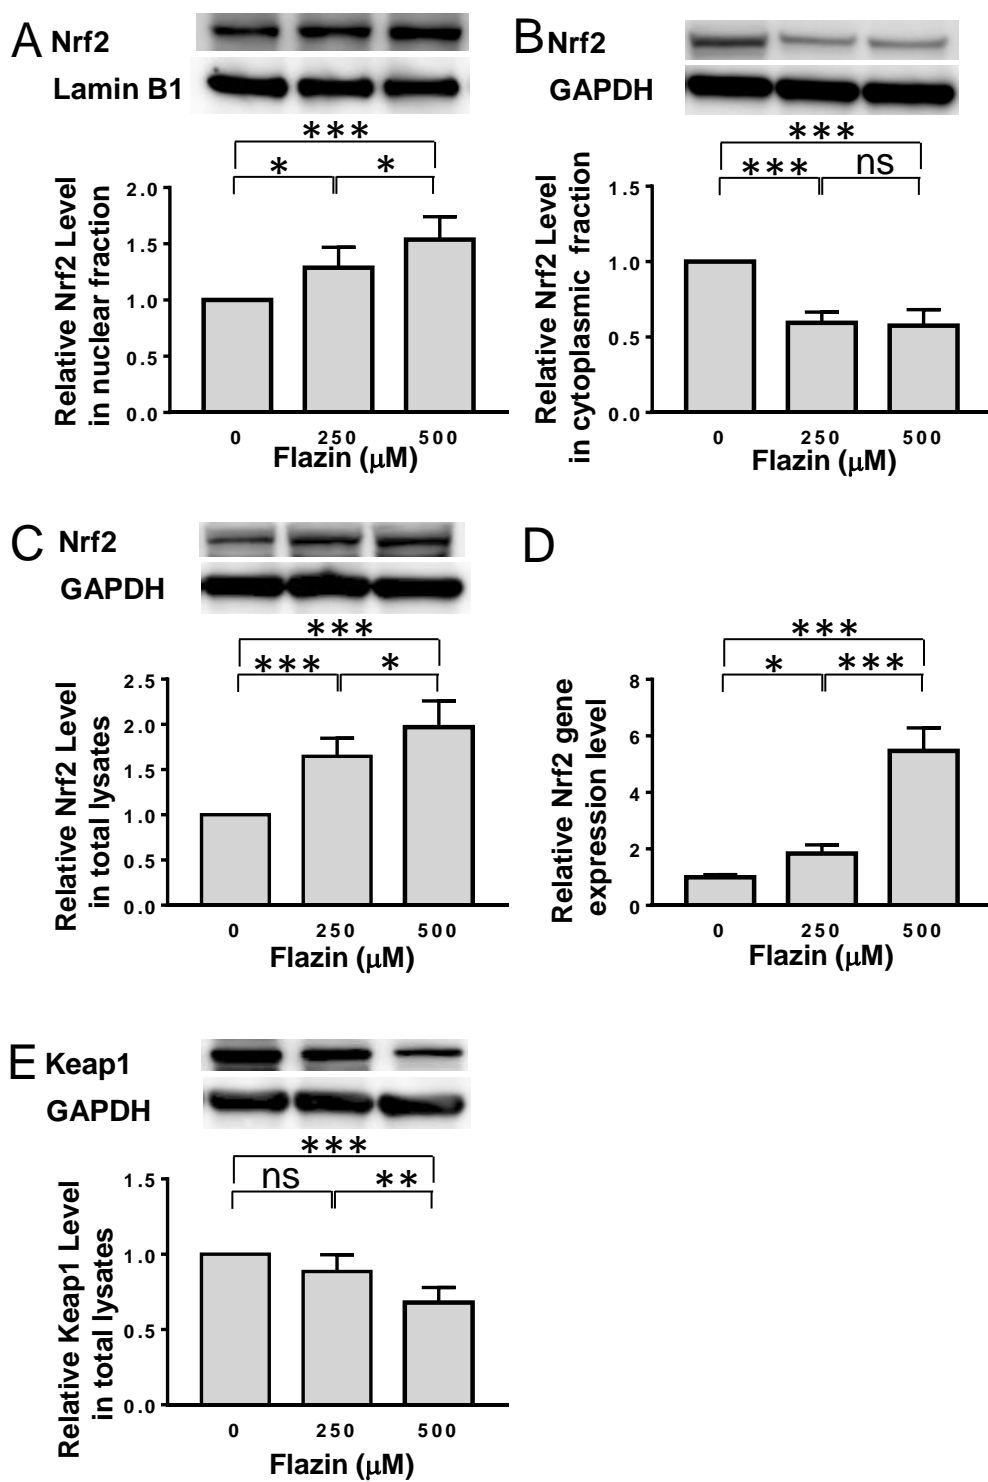 A Nrf2
Lamin B1
***
* *
Relative Nrf2 Level
in nuclear fraction
2.0
1.5
1.0
0.5
0.0
0 250 500
Flazin (μM)
B Nrf2
GAPDH
***
*** ns
Relative Nrf2 Level
in cytoplasmic fraction
1.5
1.0
0.5
0.0
0 250 500
Flazin (μM)
C Nrf2
GAPDH
***
*** *
Relative Nrf2 Level
in total lysates
2.5
2.0
1.5
1.0
0.5
0.0
0 250 500
Flazin (μM)
D
***
* ***
Relative Nrf2 gene
expression level
8
6
4
2
0
0 250 500
Flazin (μM)
E Keap1
GAPDH
***
ns **
Relative Keap1 Level
in total lysates
1.5
1.0
0.5
0.0
0 250 500
Flazin (μM)